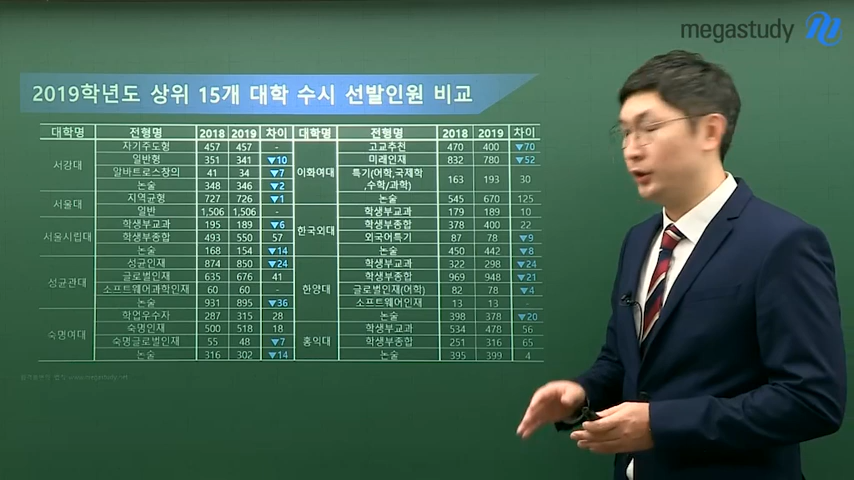 megastudy
2019학년도 상위 15개 대학 수시 선발인원 비교
대학명 전형명 2018 2019 차이 대학명 전형명 2018 2019 차이
서강대 자기주도형 457 457 - 이화여대 고교추천 470 400 ▼70
일반형 351 341 ▼10 미래인재 832 780 ▼52
알바트로스창의 41 34 ▼7 특기(어학,국제학,수학/과학) 163 193 30
논술 348 346 ▼2
서울대 지역균형 727 726 ▼1 논술 545 670 125
일반 1,506 1,506 - 한국외대 학생부교과 179 189 10
서울시립대 학생부교과 195 189 ▼6 학생부종합 378 400 22
학생부종합 493 550 57 외국어특기 87 78 ▼9
논술 168 154 ▼14 논술 450 442 ▼8
성균관대 성균인재 874 850 ▼24 한양대 학생부교과 322 298 ▼24
글로벌인재 635 676 41 학생부종합 969 948 ▼21
소프트웨어과학인재 60 60 - 글로벌인재(어학) 82 78 ▼4
논술 931 895 ▼36 소프트웨어인재 13 13 -
숙명여대 학업우수자 287 315 28 논술 398 378 ▼20
숙명인재 500 518 18 홍익대 학생부교과 534 478 56
숙명글로벌인재 55 48 ▼7 학생부종합 251 316 65
논술 316 302 ▼14 논술 395 399 4